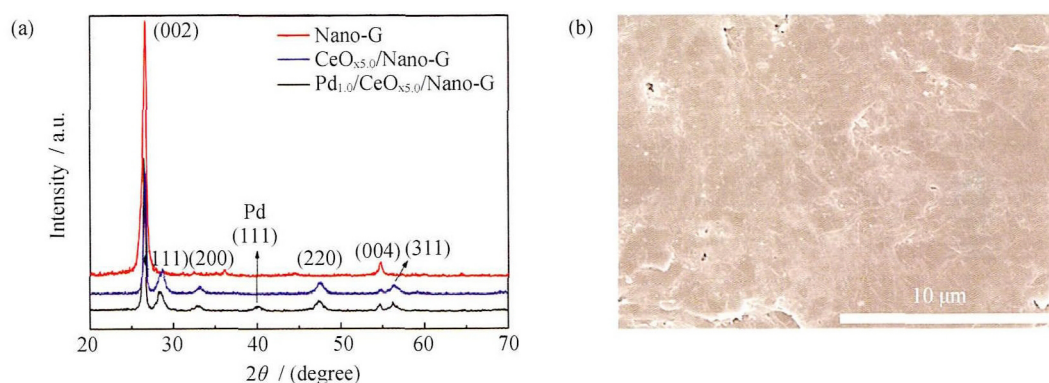 (a)
(002)
Nano-G
CeOx5.0/Nano-G
Pd1.0/CeOx5.0/Nano-G
Intensity / a.u.
Pd
(111)
111)
(200)
(220)
(004)
(311)
20 30 40 50 60 70
2θ / (degree)
(b)
10 μm